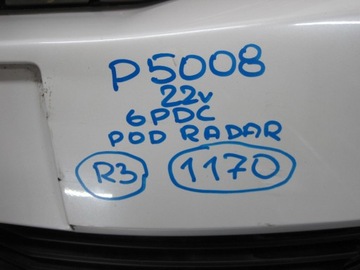 P5008
22v
6PDC
POD RADAR
R3 1170